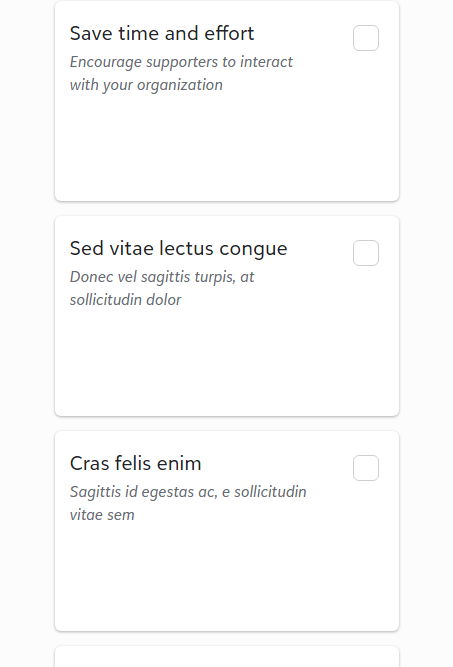 Save time and effort
Encourage supporters to interact
with your organization
Sed vitae lectus congue
Donec vel sagittis turpis, at
sollicitudin dolor
Cras felis enim
Sagittis id egestas ac, e sollicitudin
vitae sem